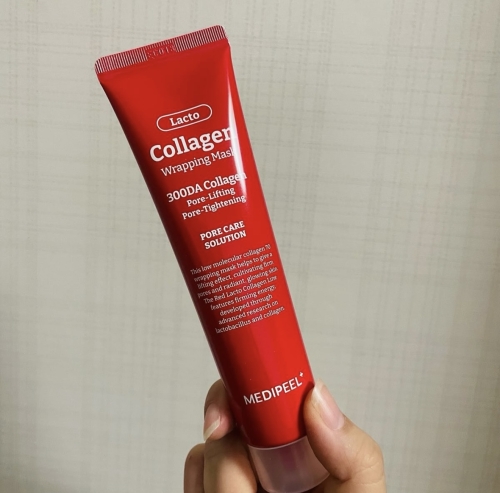 Lacto
Collagen
Wrapping Mask
300DA Collagen
Pore-Lifting
Pore-Tightening
PORE CARE
SOLUTION
This low molecular collagen 70
wrapping mask helps to give a
lifting effect, cultivating firm
pores and radiant, glowing skin
The Red Lacto Collagen Line
features firming energy,
developed through
advanced research on
lactobacillus and collagen.
MEDIPEEL+